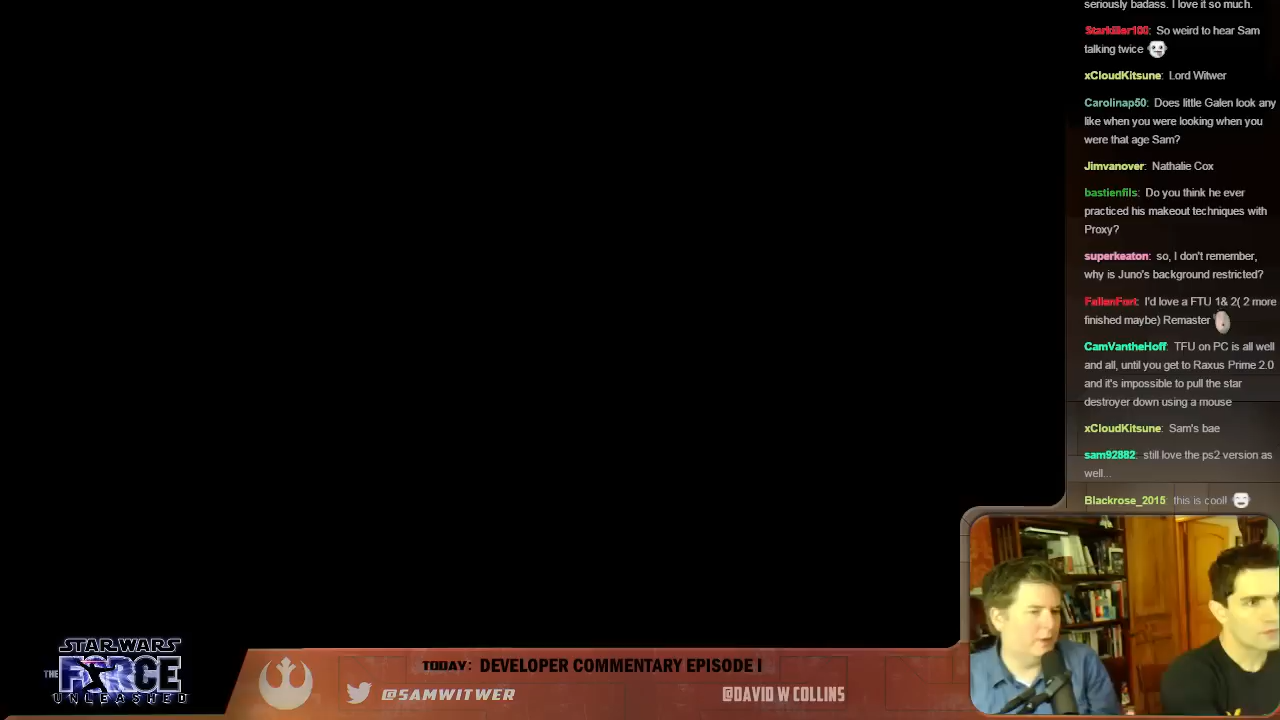 seriously badass. I love it so much.
Starkiller100: So weird to hear Sam
talking twice
xCloudKitsune: Lord Witwer
Carolinap50: Does little Galen look any
like when you were looking when you
were that age Sam?
Jimvanover: Nathalie Cox
bastienfils: Do you think he ever
practiced his makeout techniques with
Proxy?
superkeaton: so, I don't remember,
why is Juno's background restricted?
FallenFort: I'd love a FTU 1& 2( 2 more
finished maybe) Remaster
CamVantheHoff: TFU on PC is all well
and all, until you get to Raxus Prime 2.0
and it's impossible to pull the star
destroyer down using a mouse
xCloudKitsune: Sam's bae
sam92882: still love the ps2 version as
well...
Blackrose_2015: this is cool!
STAR WARS
THE FORCE
UNLEASHED
TODAY: DEVELOPER COMMENTARY EPISODE I
@SAMWITWER
@DAVID W COLLINS